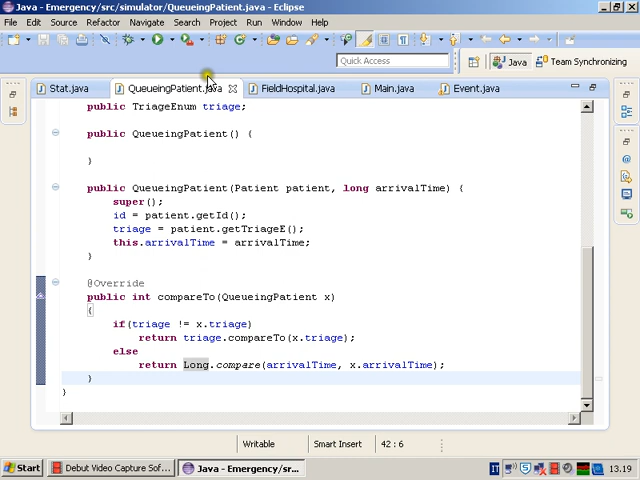 Java - Emergency/src/simulator/QueueingPatient.java - Eclipse
File Edit Source Refactor Navigate Search Project Run Window Help
Quick Access
Java
Team Synchronizing
Stat.java
QueueingPatient.java
FieldHospital.java
Main.java
Event.java
public TriageEnum triage;
public QueueingPatient() {
}
public QueueingPatient(Patient patient, long arrivalTime) {
super();
id = patient.getId();
triage = patient.getTriageE();
this.arrivalTime = arrivalTime;
}
@Override
public int compareTo(QueueingPatient x)
{
if(triage != x.triage)
return triage.compareTo(x.triage);
else
return Long.compare(arrivalTime, x.arrivalTime);
}
}
Writable
Smart Insert
42 : 6
Start
Debut Video Capture Sof...
Java - Emergency/sr...
IT
13.19